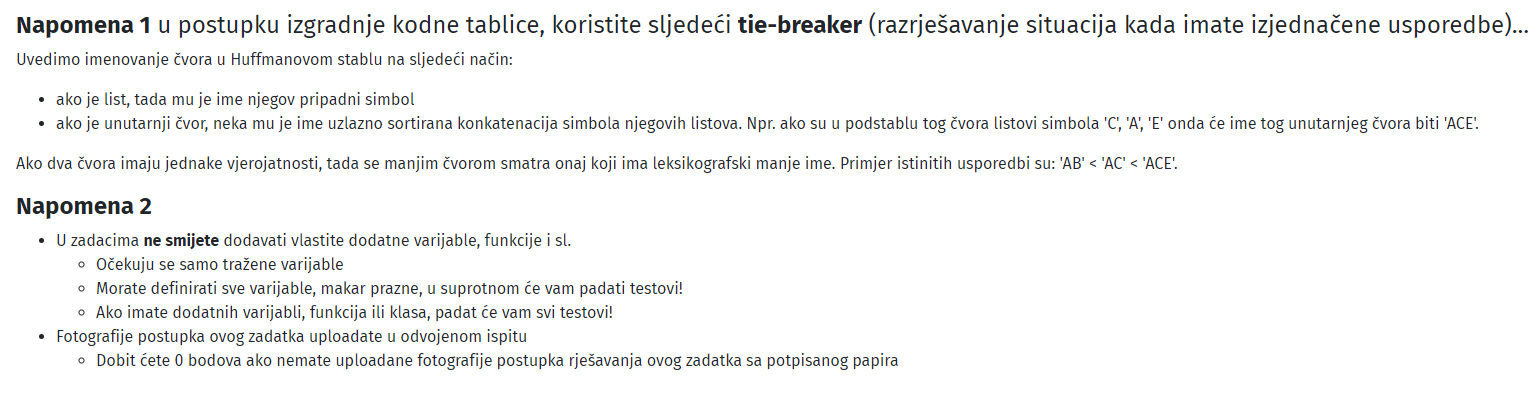 Napomena 1 u postupku izgradnje kodne tablice, koristite sljedeći tie-breaker (razrješavanje situacija kada imate izjednačene usporedbe)...
Uvedimo imenovanje čvora u Huffmanovom stablu na sljedeći način:
• ako je list, tada mu je ime njegov pripadni simbol
• ako je unutarnji čvor, neka mu je ime uzlazno sortirana konkatenacija simbola njegovih listova. Npr. ako su u podstablu tog čvora listovi simbola 'C', 'A', 'E' onda će ime tog unutarnjeg čvora biti 'ACE'.
Ako dva čvora imaju jednake vjerojatnosti, tada se manjim čvorom smatra onaj koji ima leksikografski manje ime. Primjer istinitih usporedbi su: 'AB' < 'AC' < 'ACE'.
Napomena 2
• U zadacima ne smijete dodavati vlastite dodatne varijable, funkcije i sl.
◦ Očekuju se samo tražene varijable
◦ Morate definirati sve varijable, makar prazne, u suprotnom će vam padati testovi!
◦ Ako imate dodatnih varijabli, funkcija ili klasa, padat će vam svi testovi!
• Fotografije postupka ovog zadatka uploadate u odvojenom ispitu
◦ Dobit ćete 0 bodova ako nemate uploadane fotografije postupka rješavanja ovog zadatka sa potpisanog papira